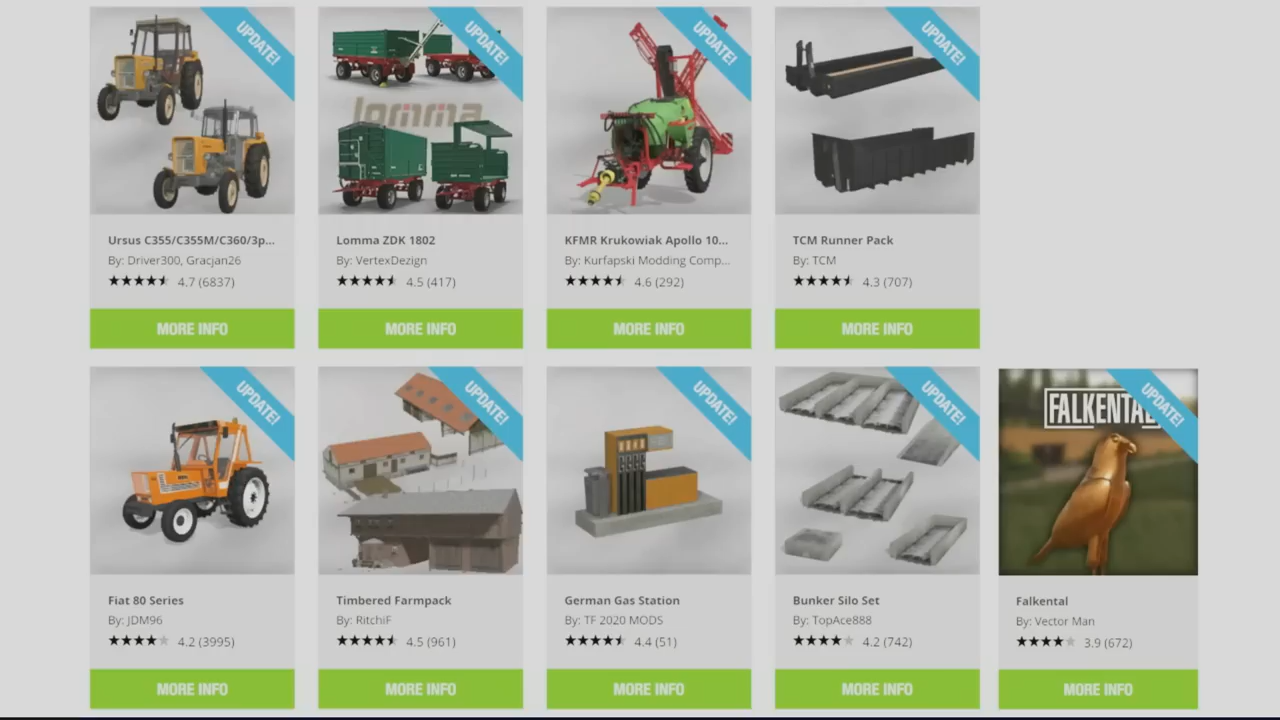 UPDATE!
UPDATE!
UPDATE!
UPDATE!
lomma
Ursus C355/C355M/C360/3p...
By: Driver300, Gracjan26
4.7 (6837)
MORE INFO
Lomma ZDK 1802
By: VertexDezign
4.5 (417)
MORE INFO
KFMR Krukowiak Apollo 10...
By: Kurfapski Modding Comp...
4.6 (292)
MORE INFO
TCM Runner Pack
By: TCM
4.3 (707)
MORE INFO
UPDATE!
UPDATE!
UPDATE!
UPDATE!
UPDATE!
FALKENTAL
Fiat 80 Series
By: JDM96
4.2 (3995)
MORE INFO
Timbered Farmpack
By: RitchiF
4.5 (961)
MORE INFO
German Gas Station
By: TF 2020 MODS
4.4 (51)
MORE INFO
Bunker Silo Set
By: TopAce888
4.2 (742)
MORE INFO
Falkental
By: Vector Man
3.9 (672)
MORE INFO